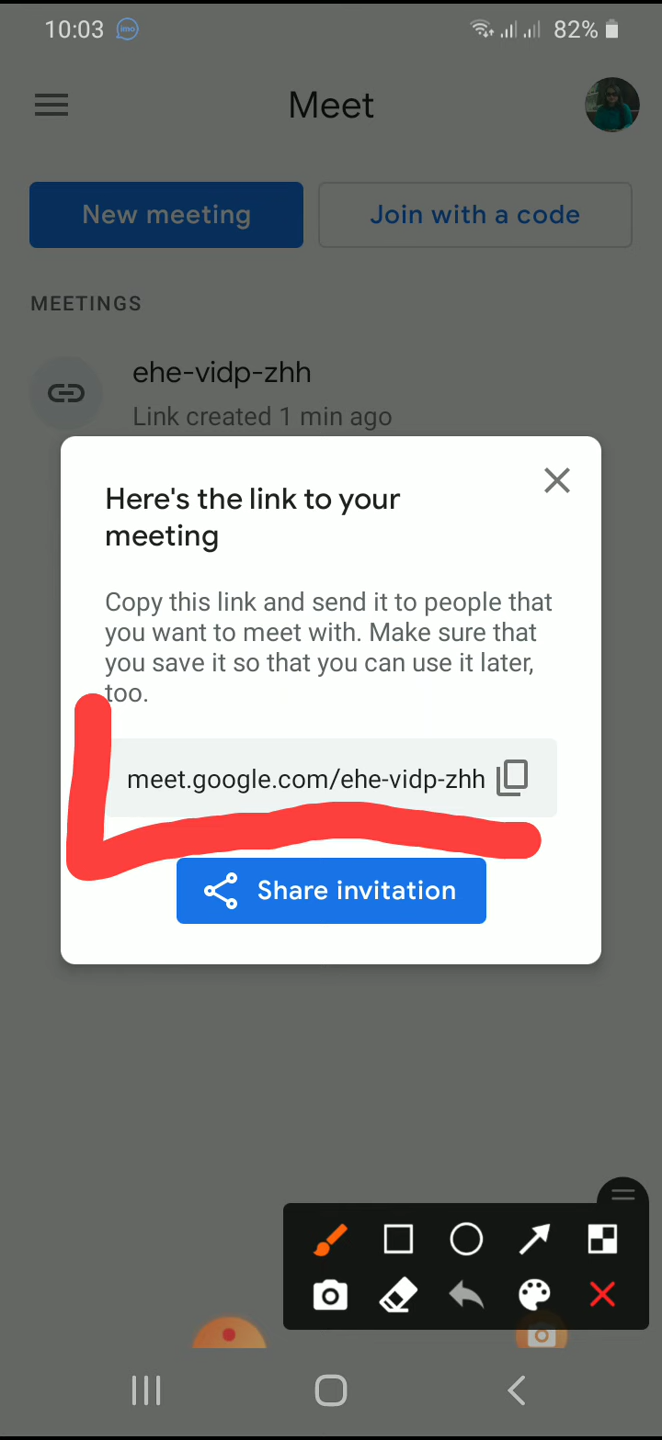 10:03
imo
82%
Meet
New meeting
Join with a code
MEETINGS
ehe-vidp-zhh
Link created 1 min ago
Here's the link to your
meeting
Copy this link and send it to people that
you want to meet with. Make sure that
you save it so that you can use it later,
too.
meet.google.com/ehe-vidp-zhh
Share invitation